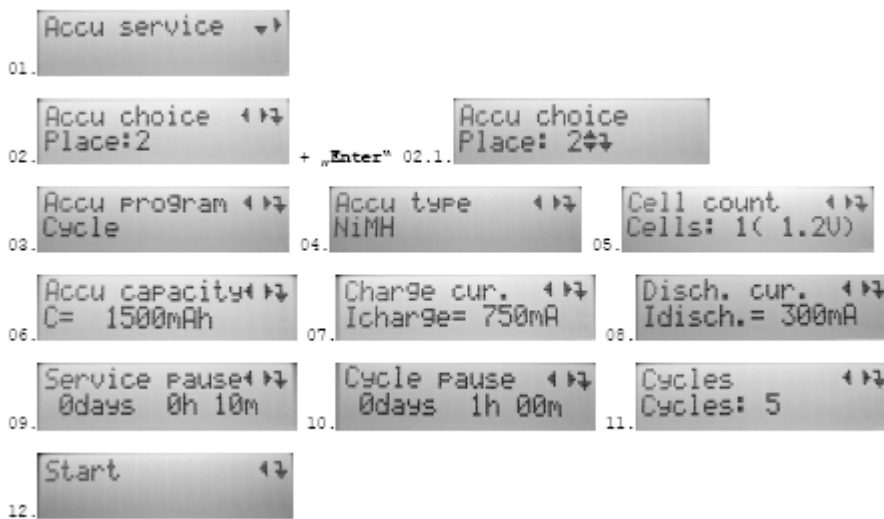 Accu service
01.
Accu choice
Place:2
02.
+ „Enter“ 02.1.
Accu choice
Place: 2
Accu program
Cycle
03.
Accu type
NiMH
04.
Cell count
Cells: 1( 1.2V)
05.
Accu capacity
C= 1500mAh
06.
Charge cur.
Icharge= 750mA
07.
Disch. cur.
Idisch.= 300mA
08.
Service pause
0days 0h 10m
09.
Cycle pause
0days 1h 00m
10.
Cycles
Cycles: 5
11.
Start
12.